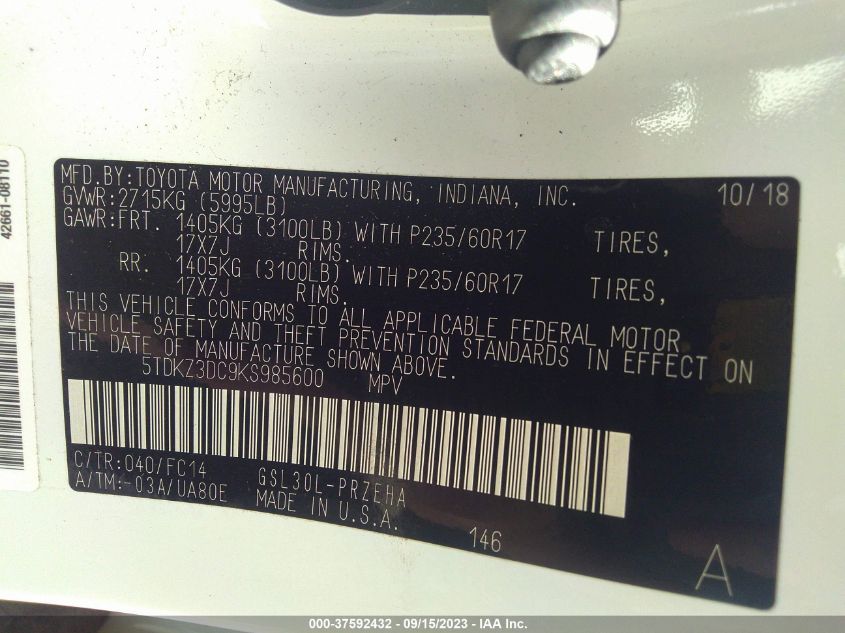 42661-08110
MFD.BY:TOYOTA MOTOR MANUFACTURING, INDIANA, INC. 10/18
GVWR:2715KG (5995LB)
GAWR:FRT. 1405KG (3100LB) WITH P235/60R17 TIRES,
17X7J RIMS.
RR. 1405KG (3100LB) WITH P235/60R17 TIRES,
17X7J RIMS.
THIS VEHICLE CONFORMS TO ALL APPLICABLE FEDERAL MOTOR
VEHICLE SAFETY AND THEFT PREVENTION STANDARDS IN EFFECT ON
THE DATE OF MANUFACTURE SHOWN ABOVE.
5TDKZ3DC9KS985600 MPV
C/TR:040/FC14 GSL30L-PRZEHA
A/TM:-03A/UA80E MADE IN U.S.A.
146
A
000-37592432 - 09/15/2023 - IAA Inc.